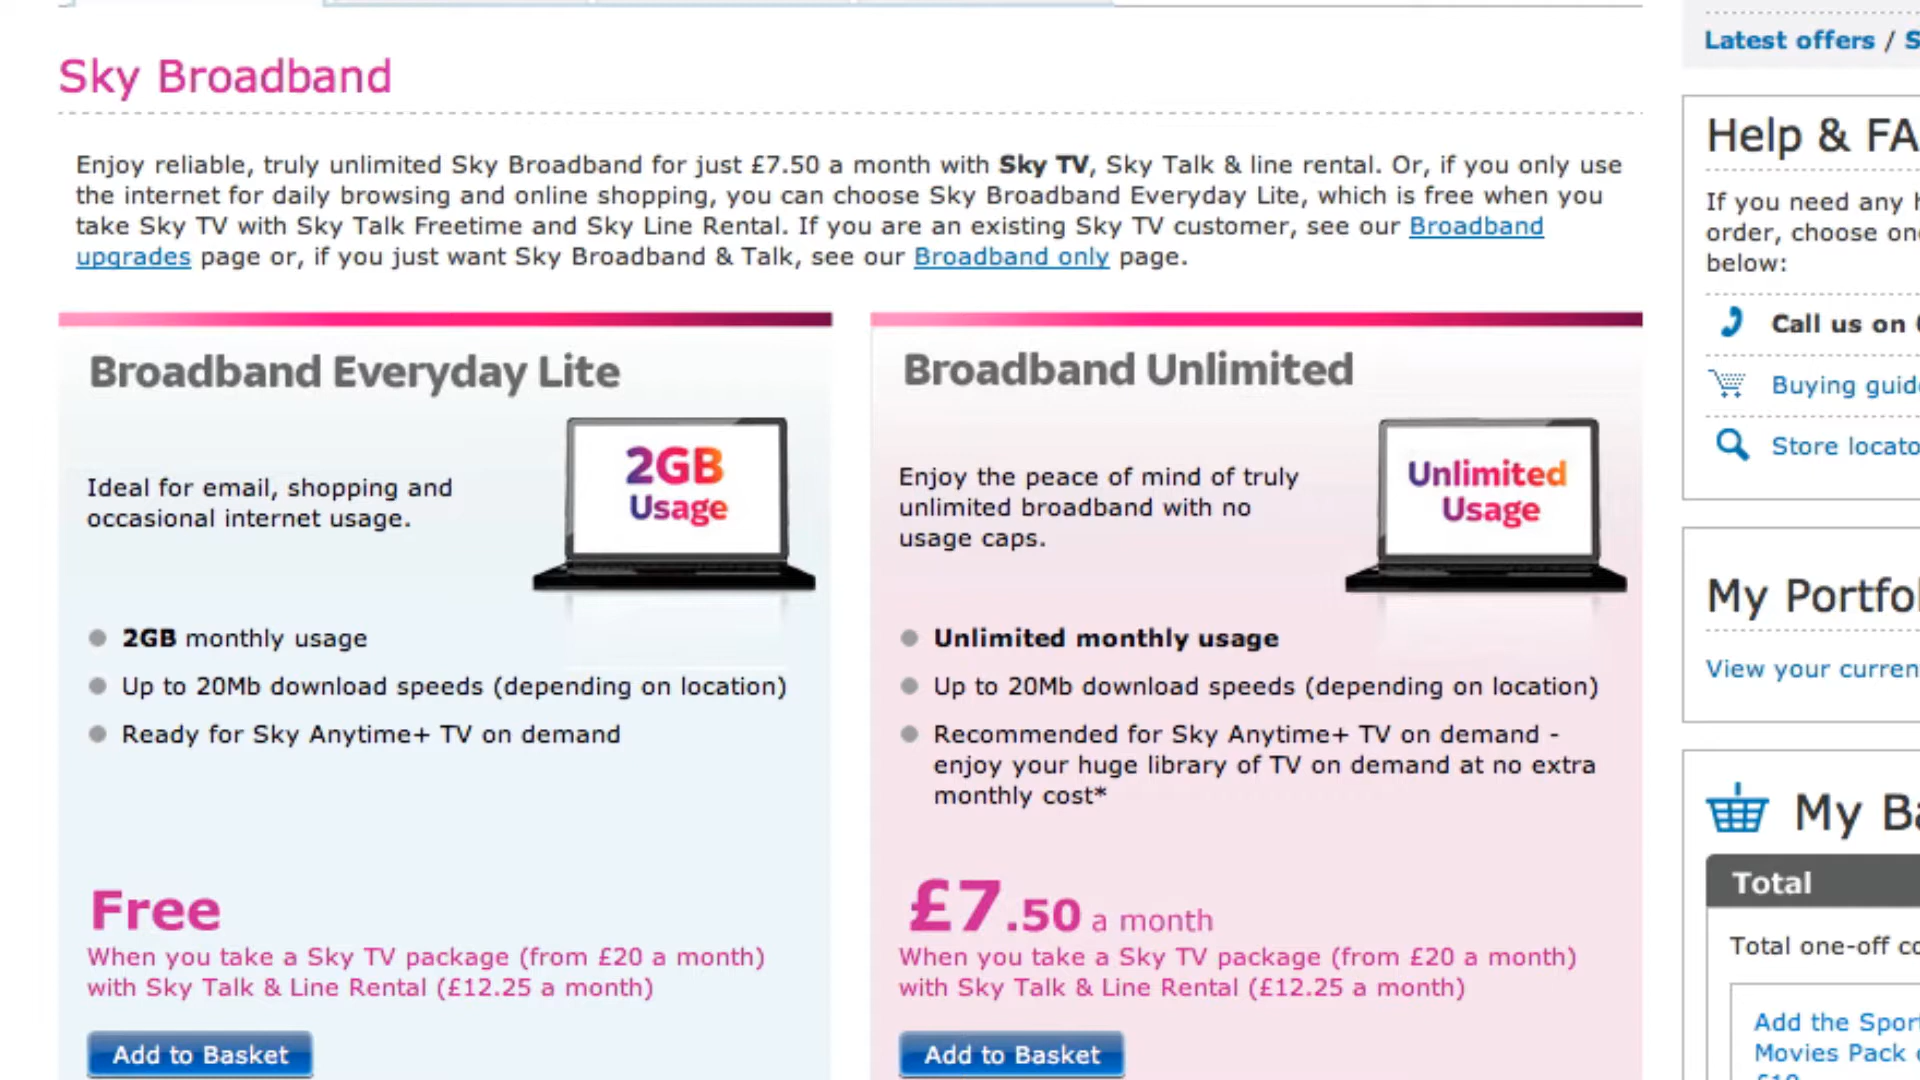 Sky Broadband
Enjoy reliable, truly unlimited Sky Broadband for just £7.50 a month with Sky TV, Sky Talk & line rental. Or, if you only use
the internet for daily browsing and online shopping, you can choose Sky Broadband Everyday Lite, which is free when you
take Sky TV with Sky Talk Freetime and Sky Line Rental. If you are an existing Sky TV customer, see our Broadband
upgrades page or, if you just want Sky Broadband & Talk, see our Broadband only page.
Broadband Everyday Lite
Ideal for email, shopping and
occasional internet usage.
2GB
Usage
2GB monthly usage
Up to 20Mb download speeds (depending on location)
Ready for Sky Anytime+ TV on demand
Free
When you take a Sky TV package (from £20 a month)
with Sky Talk & Line Rental (£12.25 a month)
Add to Basket
Broadband Unlimited
Enjoy the peace of mind of truly
unlimited broadband with no
usage caps.
Unlimited
Usage
Unlimited monthly usage
Up to 20Mb download speeds (depending on location)
Recommended for Sky Anytime+ TV on demand -
enjoy your huge library of TV on demand at no extra
monthly cost*
£7.50 a month
When you take a Sky TV package (from £20 a month)
with Sky Talk & Line Rental (£12.25 a month)
Add to Basket
Latest offers / S
Help & FA
If you need any h
order, choose on
below:
Call us on
Buying guid
Store locato
My Portfol
View your curren
My Ba
Total
Total one-off co
Add the Sport
Movies Pack
£10